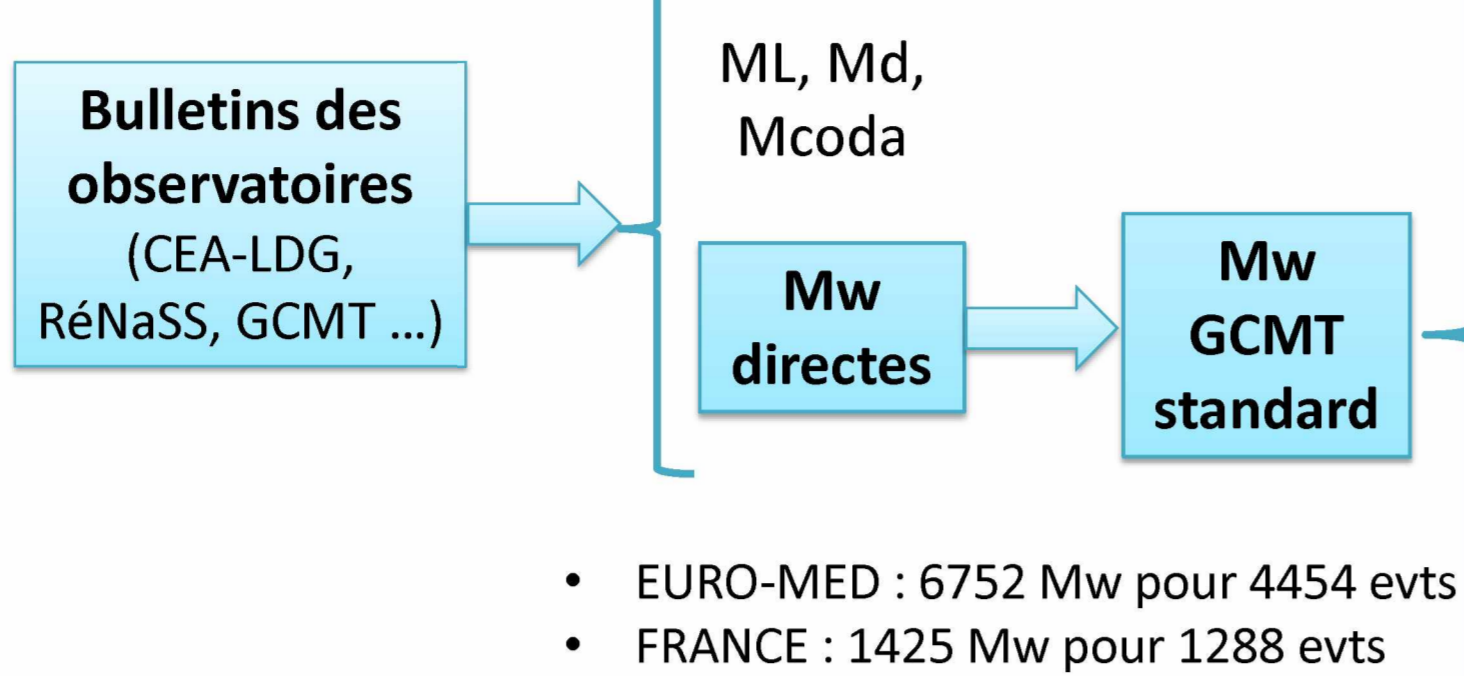 Bulletins des
observatoires
(CEA-LDG,
RéNaSS, GCMT ...)
ML, Md,
Mcoda
Mw
directes
Mw
GCMT
standard
• EURO-MED : 6752 Mw pour 4454 evts
• FRANCE : 1425 Mw pour 1288 evts